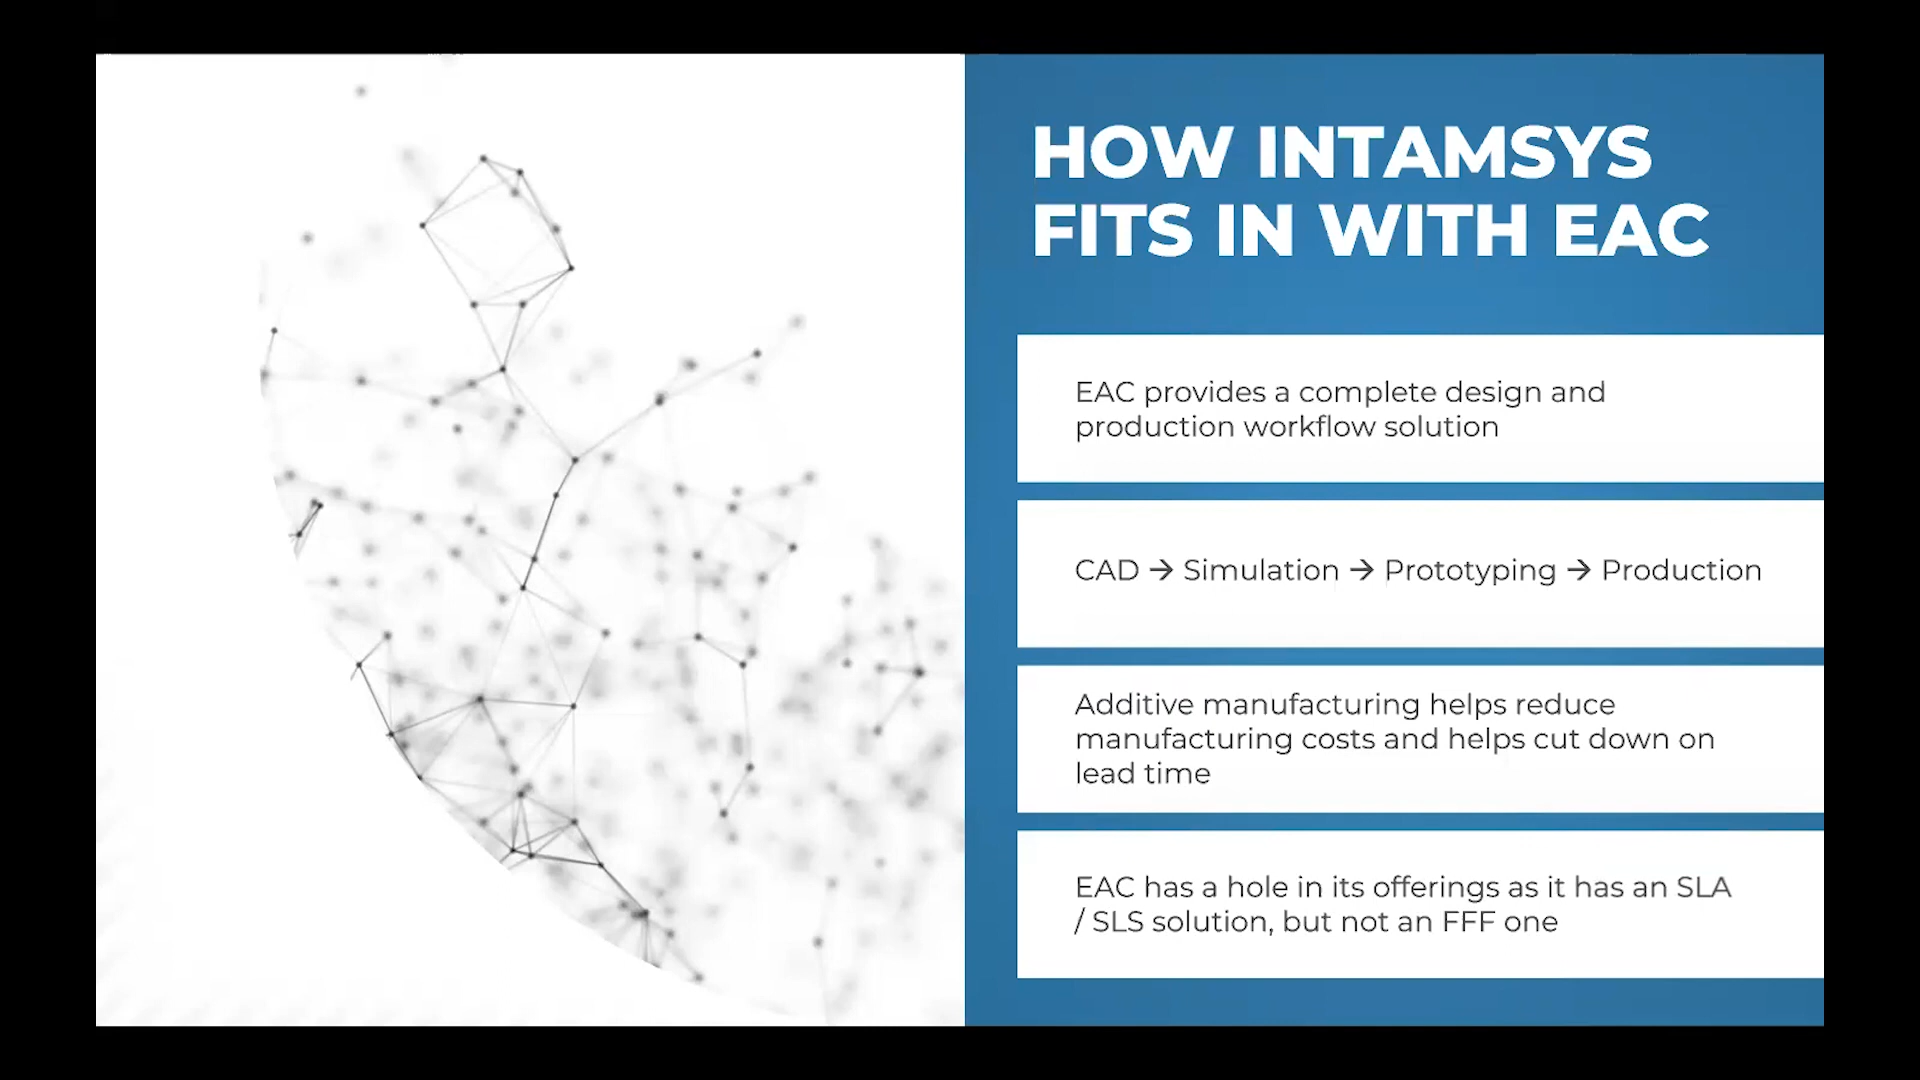 HOW INTAMSYS
FITS IN WITH EAC
EAC provides a complete design and
production workflow solution
CAD → Simulation → Prototyping → Production
Additive manufacturing helps reduce
manufacturing costs and helps cut down on
lead time
EAC has a hole in its offerings as it has an SLA
/ SLS solution, but not an FFF one